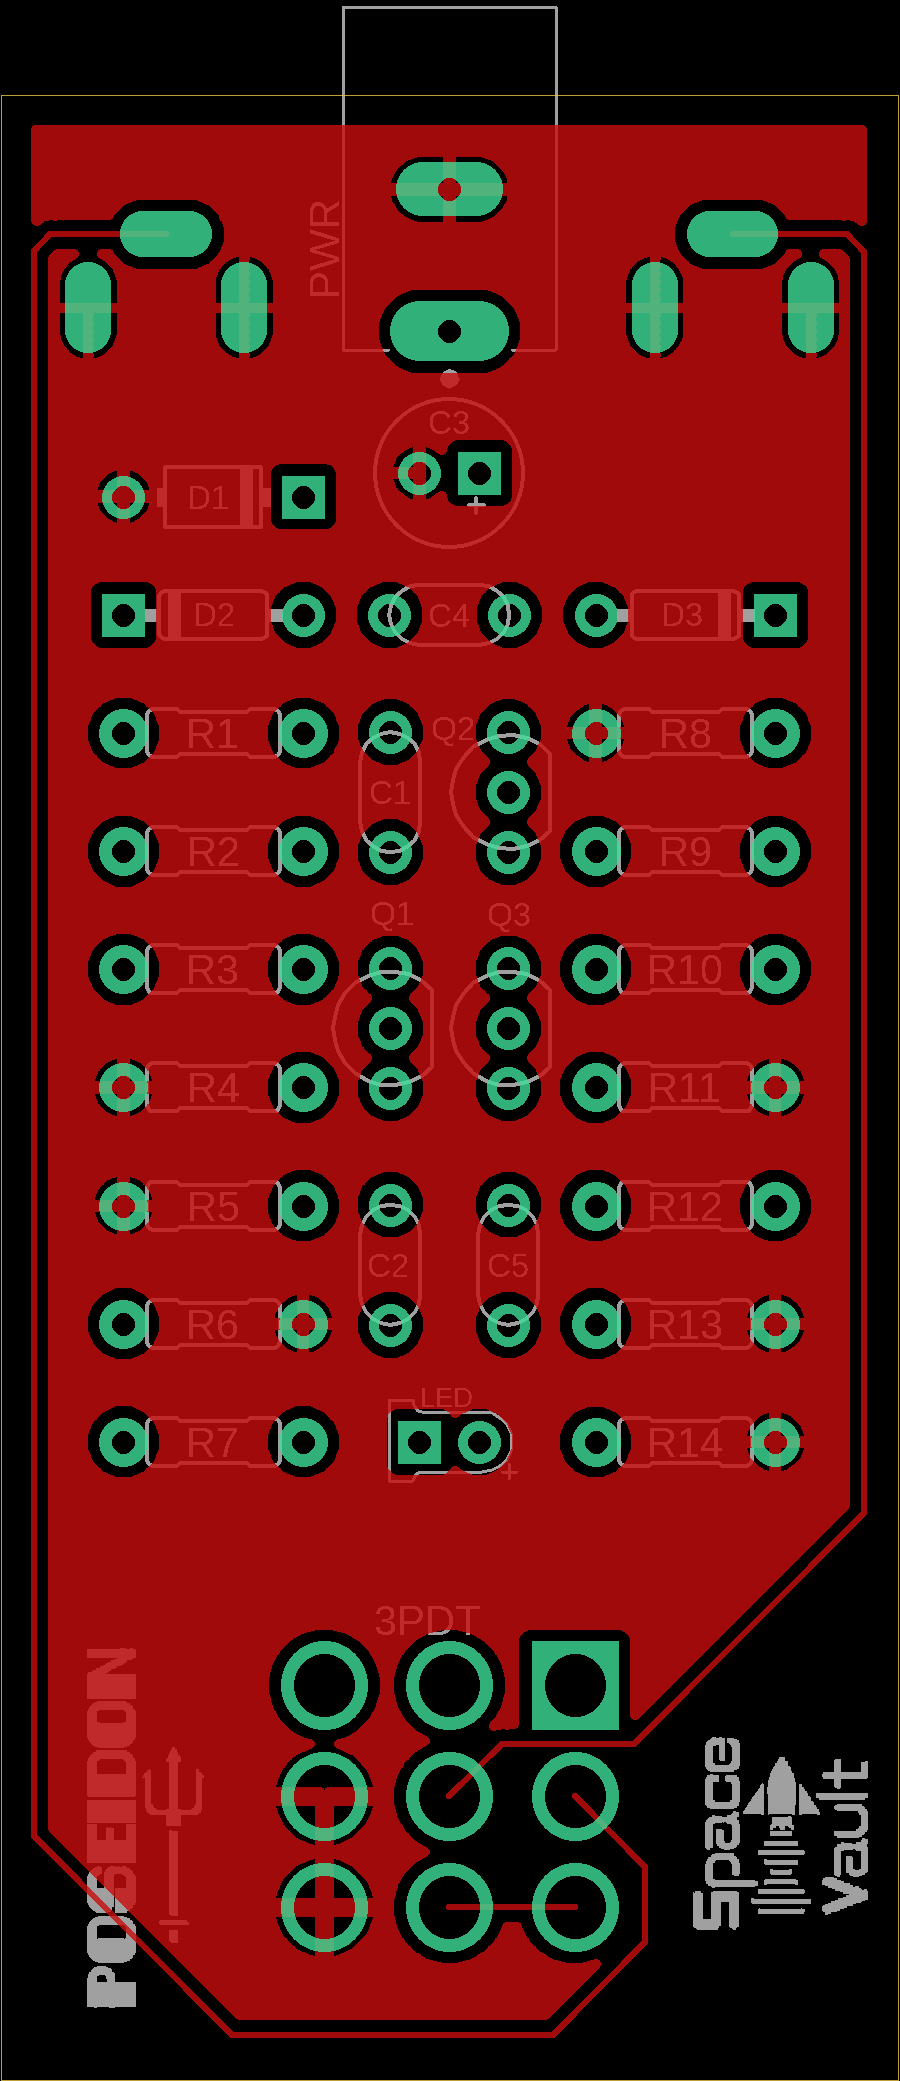 PWR
C3
+
D1
D2
C4
D3
R1
Q2
R8
C1
R2
R9
Q1
Q3
R3
R10
R4
R11
R5
R12
C2
C5
R6
R13
LED
R7
R14
+
3PDT
POSEIDON
Space
Vault